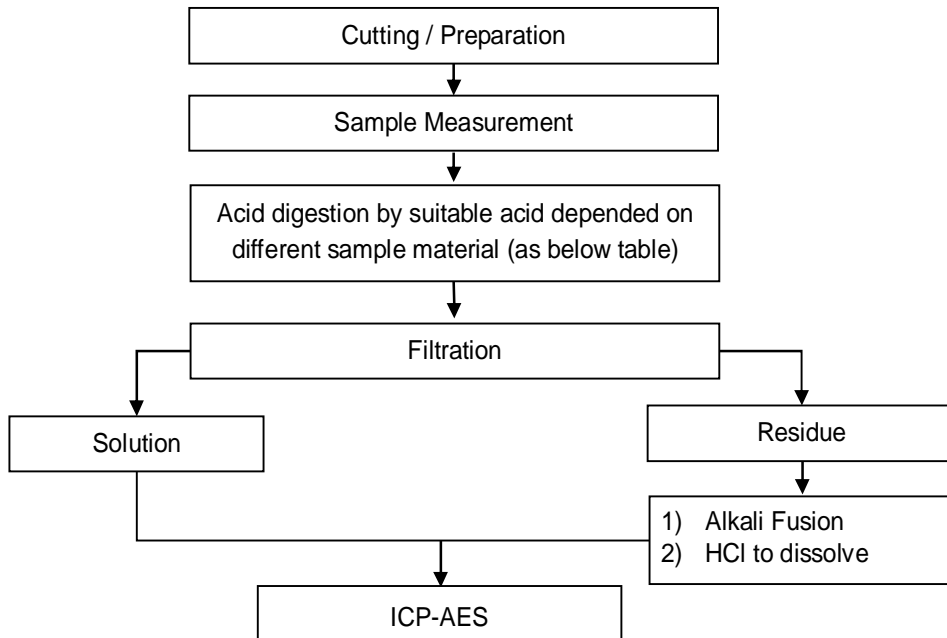 Cutting / Preparation
Sample Measurement
Acid digestion by suitable acid depended on
different sample material (as below table)
Filtration
Solution
Residue
1) Alkali Fusion
2) HCl to dissolve
ICP-AES